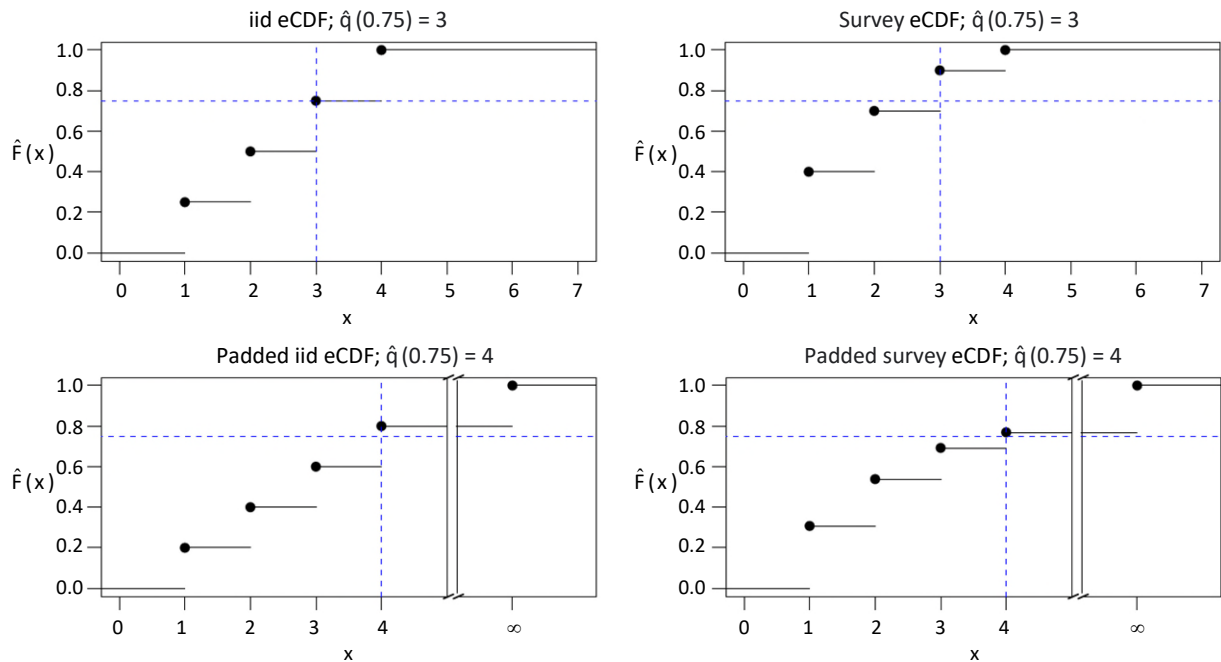 iid eCDF; q̂ (0.75) = 3
1.0
0.8
0.6
F̂ (x)
0.4
0.2
0.0
0 1 2 3 4 5 6 7
x
Survey eCDF; q̂ (0.75) = 3
1.0
0.8
0.6
F̂ (x)
0.4
0.2
0.0
0 1 2 3 4 5 6 7
x
Padded iid eCDF; q̂ (0.75) = 4
1.0
0.8
0.6
F̂ (x)
0.4
0.2
0.0
0 1 2 3 4 ∞
x
Padded survey eCDF; q̂ (0.75) = 4
1.0
0.8
0.6
F̂ (x)
0.4
0.2
0.0
0 1 2 3 4 ∞
x